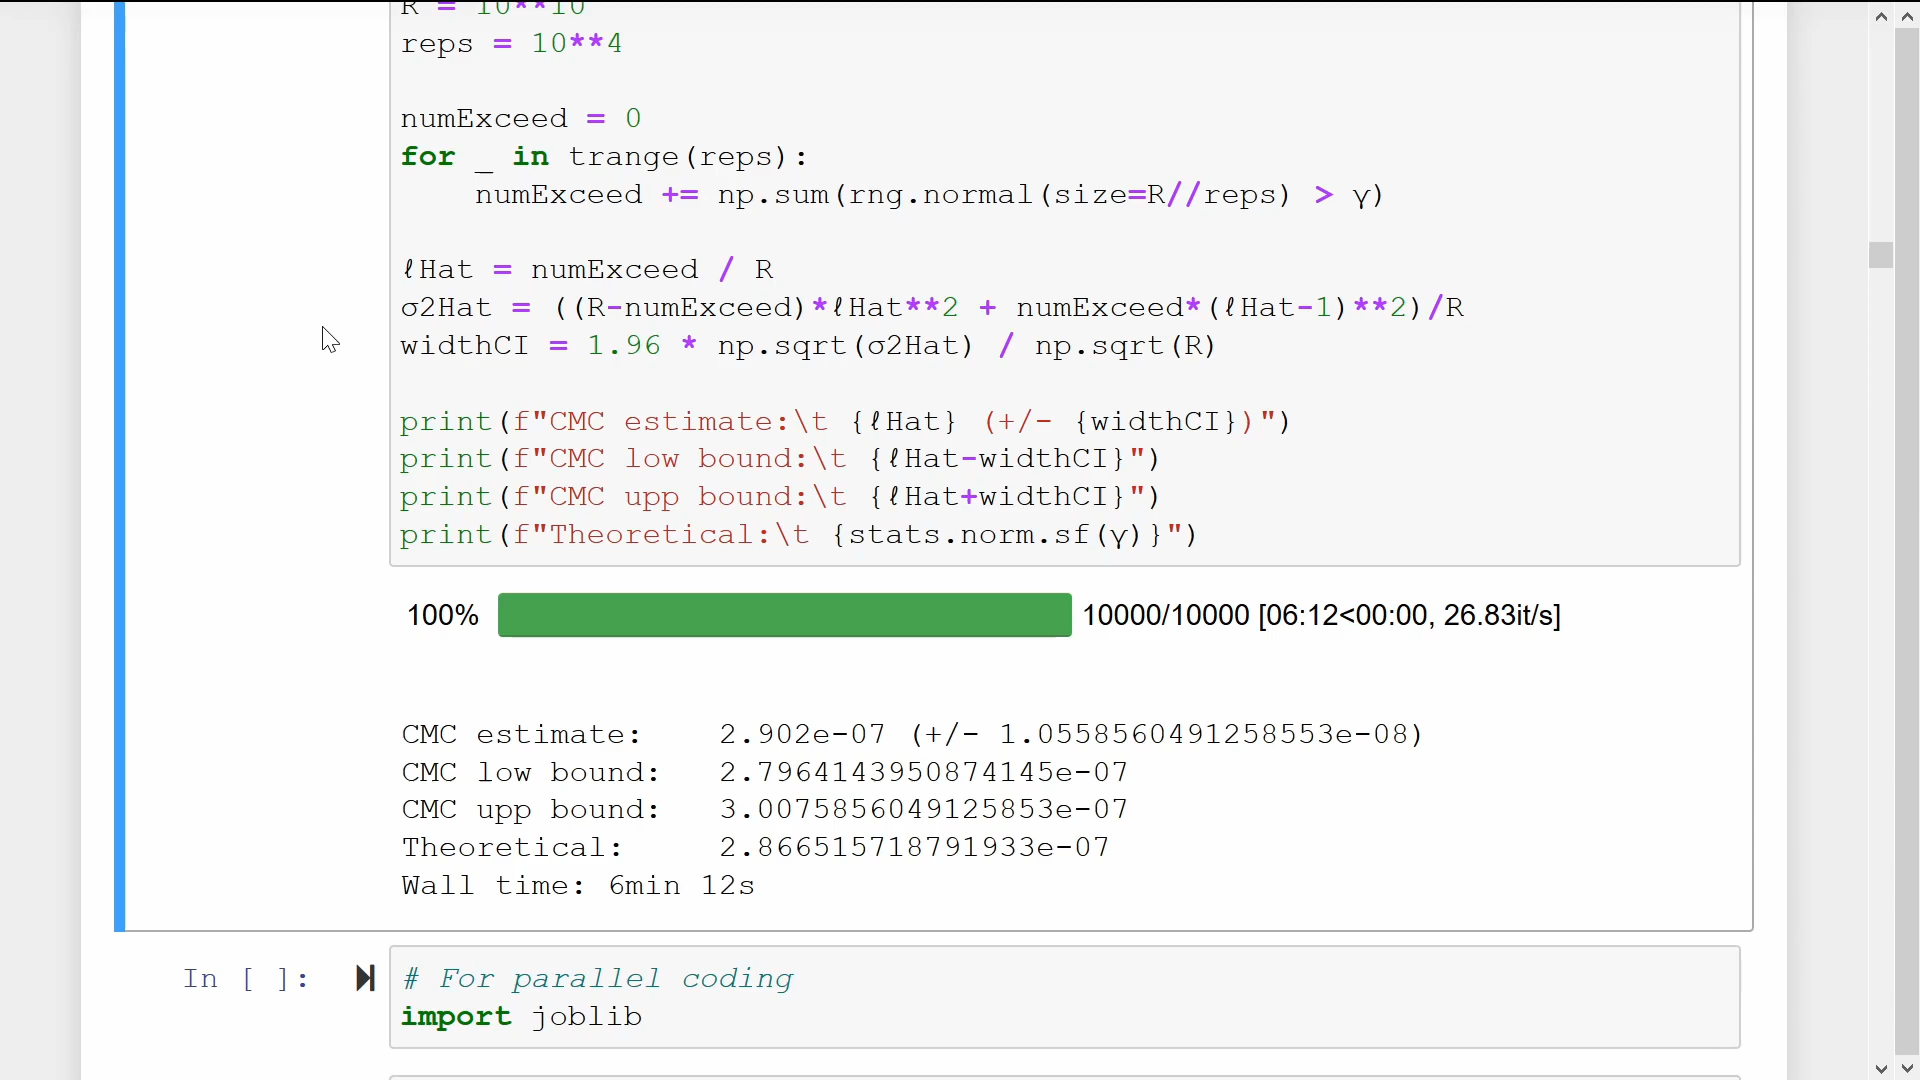 R = 10**10
reps = 10**4
numExceed = 0
for _ in trange(reps):
    numExceed += np.sum(rng.normal(size=R//reps) > γ)
ℓHat = numExceed / R
σ2Hat = ((R-numExceed)*ℓHat**2 + numExceed*(ℓHat-1)**2)/R
widthCI = 1.96 * np.sqrt(σ2Hat) / np.sqrt(R)
print(f"CMC estimate:\t {ℓHat} (+/- {widthCI})")
print(f"CMC low bound:\t {ℓHat-widthCI}")
print(f"CMC upp bound:\t {ℓHat+widthCI}")
print(f"Theoretical:\t {stats.norm.sf(γ)}")
100% 10000/10000 [06:12<00:00, 26.83it/s]
CMC estimate: 2.902e-07 (+/- 1.0558560491258553e-08)
CMC low bound: 2.7964143950874145e-07
CMC upp bound: 3.0075856049125853e-07
Theoretical: 2.866515718791933e-07
Wall time: 6min 12s
In [ ]: # For parallel coding
import joblib